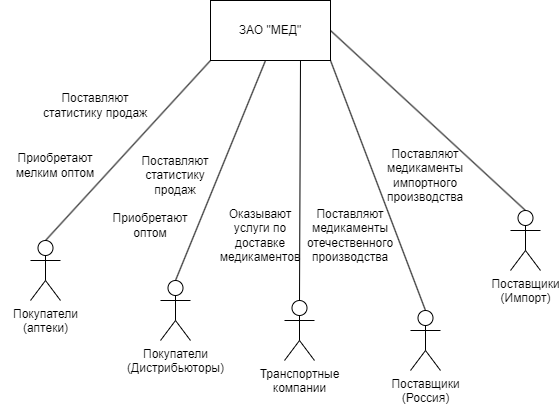 ЗАО "МЕД"
Поставляют
статистику продаж
Приобретают
мелким оптом
Поставляют
статистику
продаж
Приобретают
оптом
Оказывают
услуги по
доставке
медикаментов
Поставляют
медикаменты
отечественного
производства
Поставляют
медикаменты
импортного
производства
Покупатели
(аптеки)
Покупатели
(Дистрибьюторы)
Транспортные
компании
Поставщики
(Россия)
Поставщики
(Импорт)